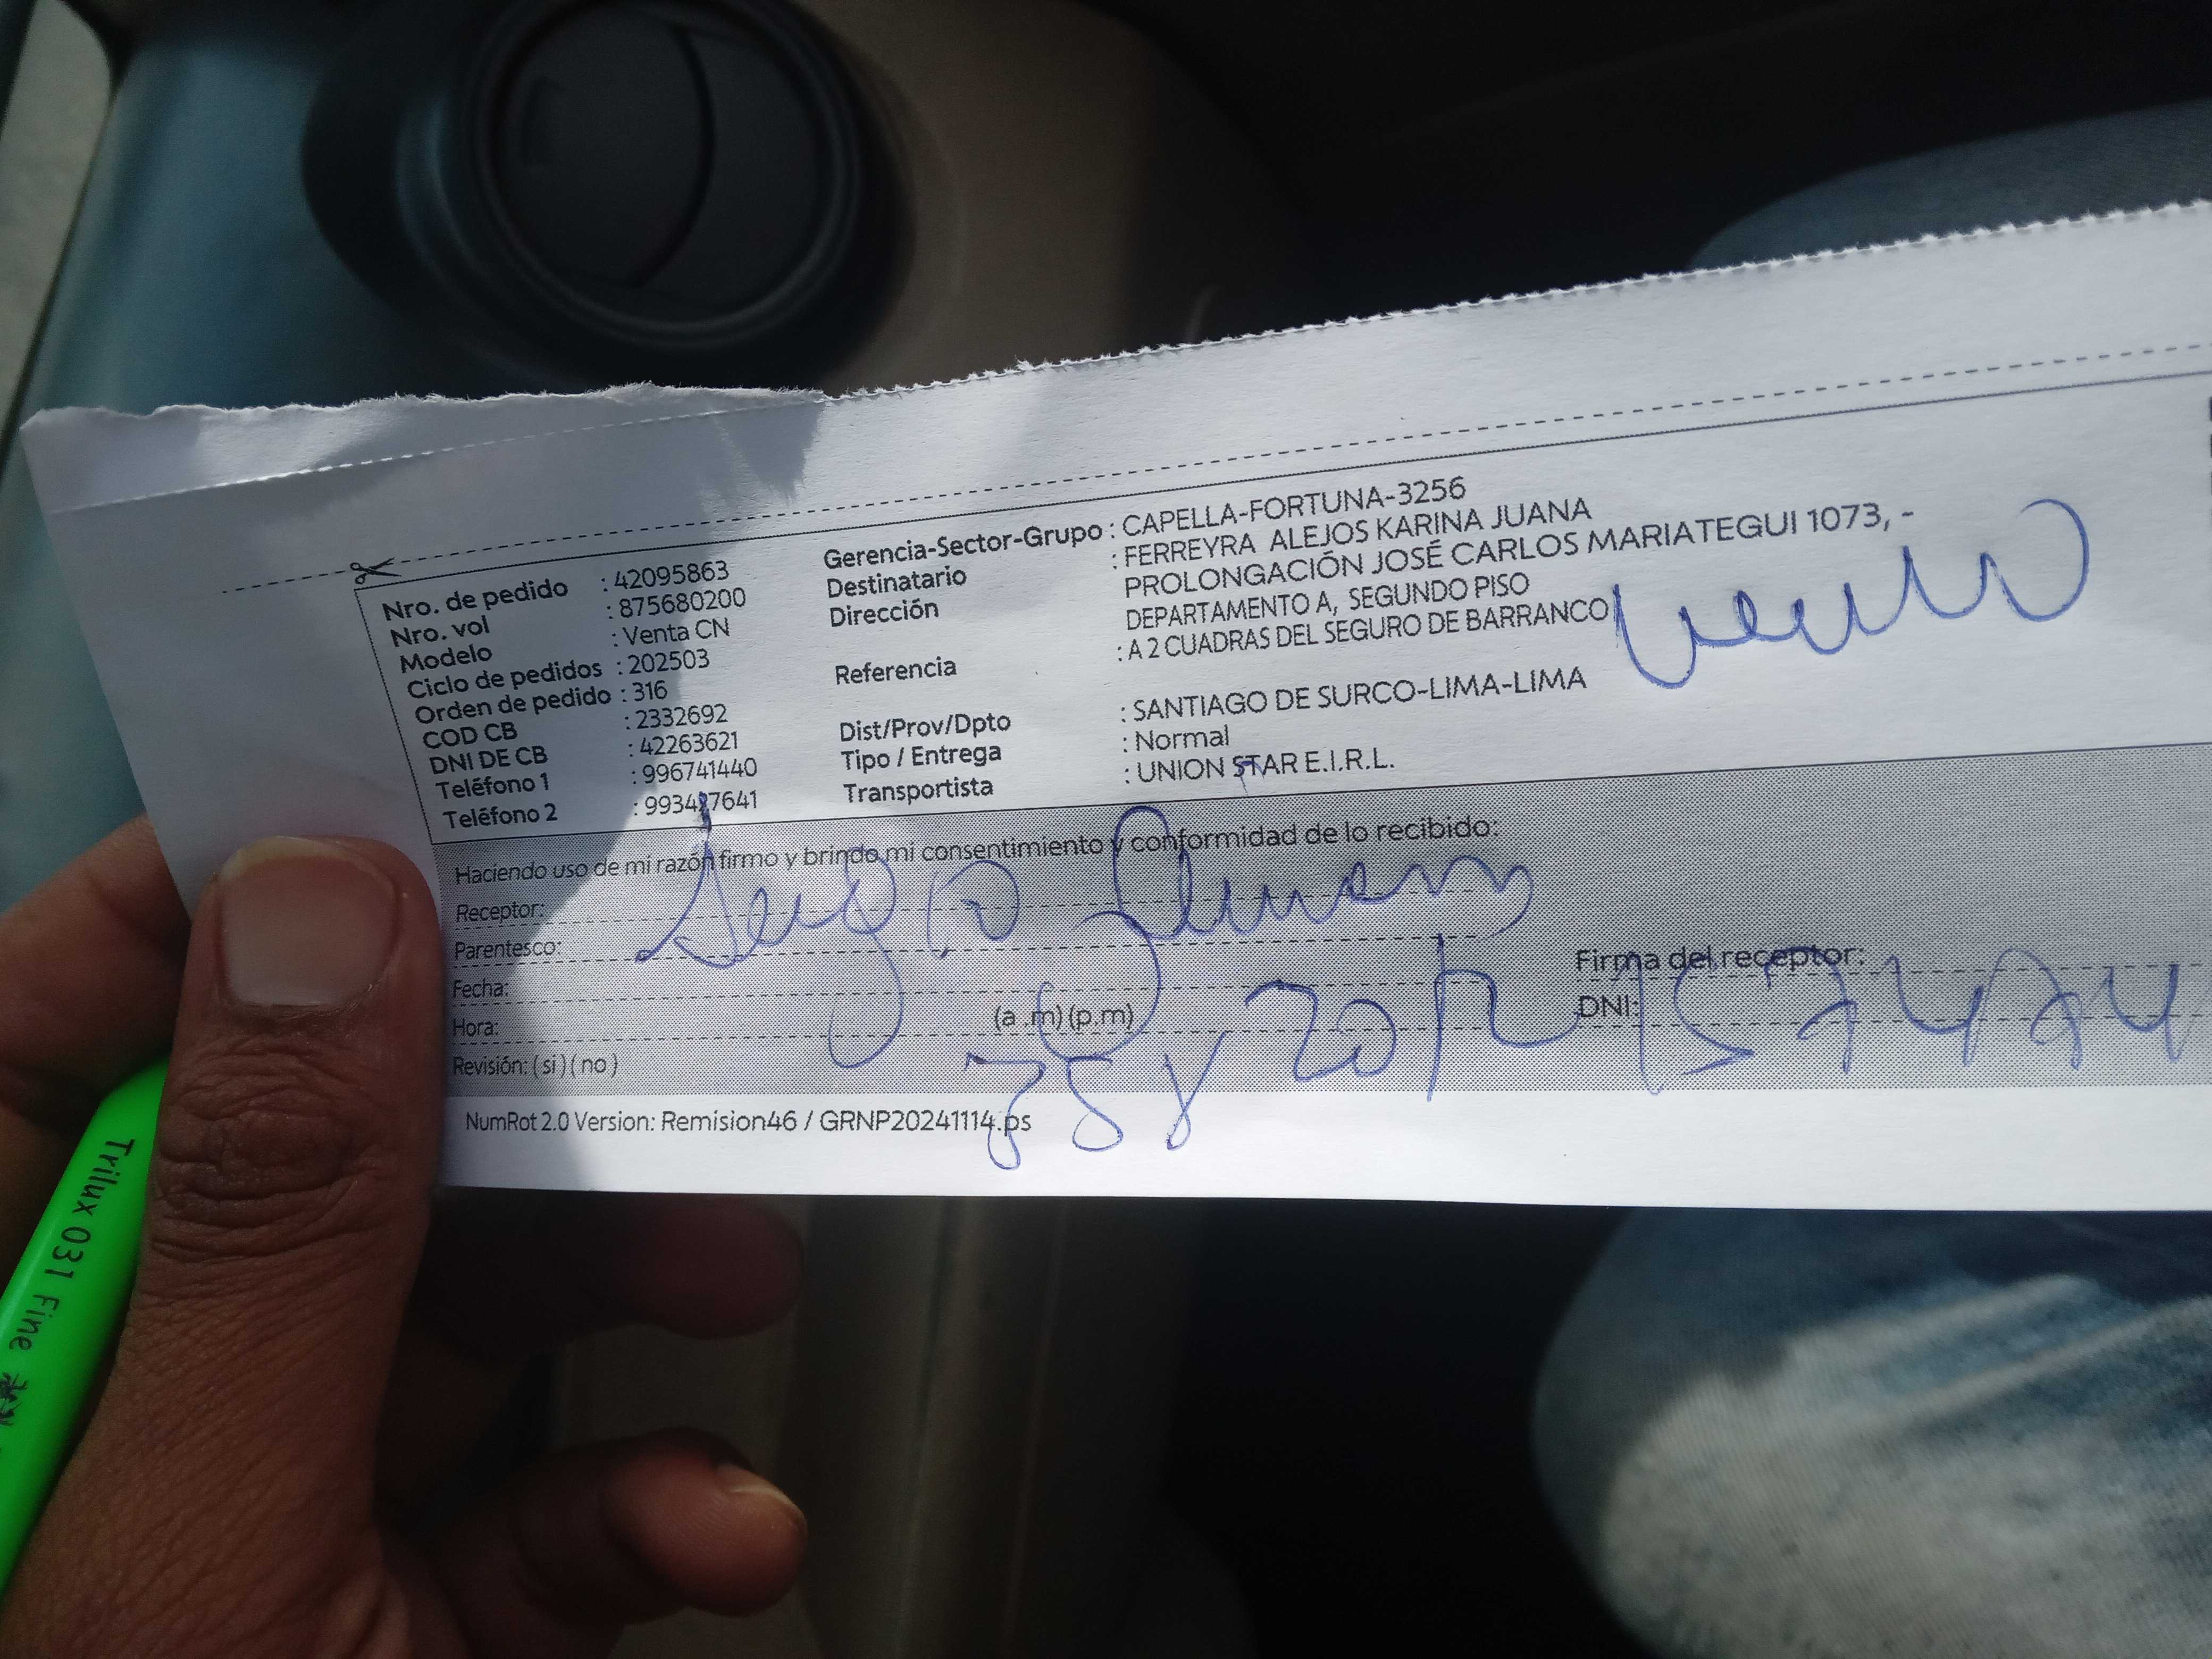 Nro. de pedido : 42095863
Nro. vol : 875680200
Modelo : Venta CN
Ciclo de pedidos : 202503
Orden de pedido : 316
COD CB : 2332692
DNI DE CB : 42263621
Teléfono 1 : 996741440
Teléfono 2 : 993487641
Gerencia-Sector-Grupo : CAPELLA-FORTUNA-3256
Destinatario : FERREYRA ALEJOS KARINA JUANA
Dirección PROLONGACIÓN JOSÉ CARLOS MARIATEGUI 1073, -
DEPARTAMENTO A, SEGUNDO PISO
Referencia : A 2 CUADRAS DEL SEGURO DE BARRANCO
Dist/Prov/Dpto : SANTIAGO DE SURCO-LIMA-LIMA
Tipo / Entrega : Normal
Transportista : UNION STAR E.I.R.L.
Haciendo uso de mi razón firmo y brindo mi consentimiento y conformidad de lo recibido:
Receptor:
Parentesco:
Fecha:
Hora: (a .m) (p.m)
Revisión: ( si ) ( no )
Firma del receptor:
DNI:
NumRot 2.0 Version: Remision46 / GRNP20241114.ps
Trilux 031 Fine